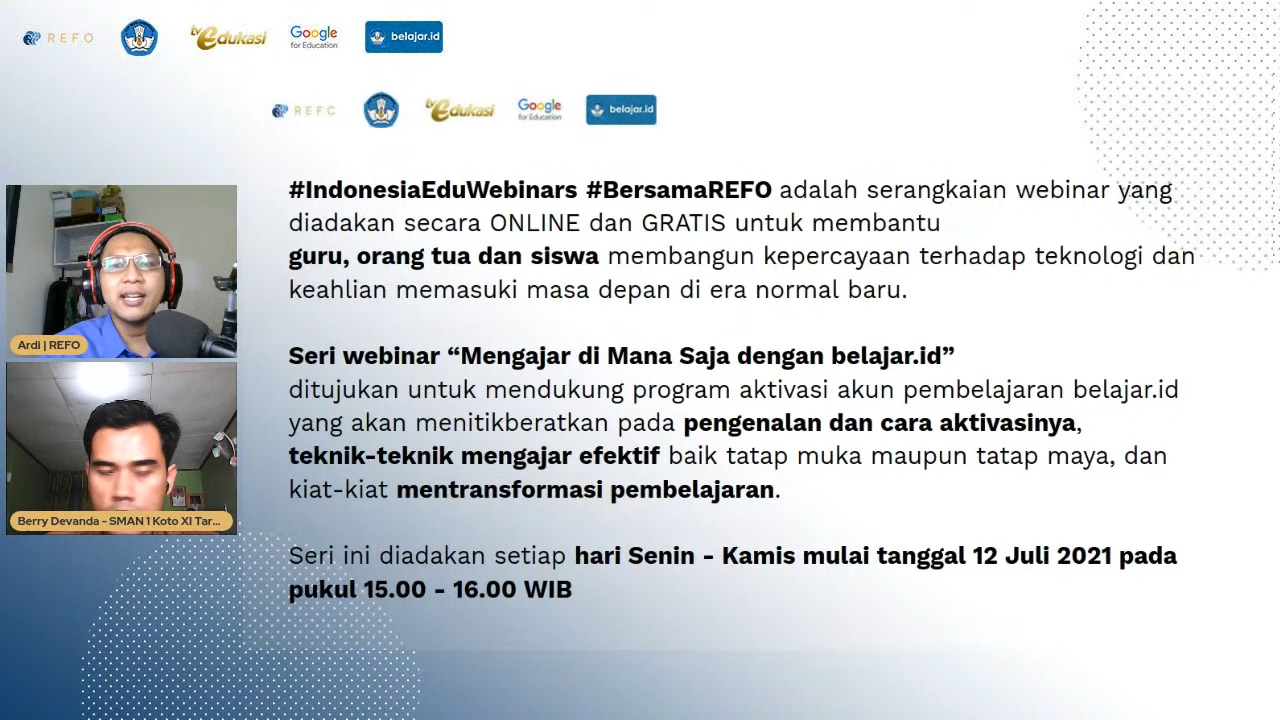 REFO
tv edukasi
Google
for Education
belajar.id
REFO
tv edukasi
Google
for Education
belajar.id
#IndonesiaEduWebinars #BersamaREFO adalah serangkaian webinar yang
diadakan secara ONLINE dan GRATIS untuk membantu
guru, orang tua dan siswa membangun kepercayaan terhadap teknologi dan
keahlian memasuki masa depan di era normal baru.
Seri webinar “Mengajar di Mana Saja dengan belajar.id”
ditujukan untuk mendukung program aktivasi akun pembelajaran belajar.id
yang akan menitikberatkan pada pengenalan dan cara aktivasinya,
teknik-teknik mengajar efektif baik tatap muka maupun tatap maya, dan
kiat-kiat mentransformasi pembelajaran.
Seri ini diadakan setiap hari Senin - Kamis mulai tanggal 12 Juli 2021 pada
pukul 15.00 - 16.00 WIB
Ardi | REFO
Berry Devanda - SMAN 1 Koto XI Tar...